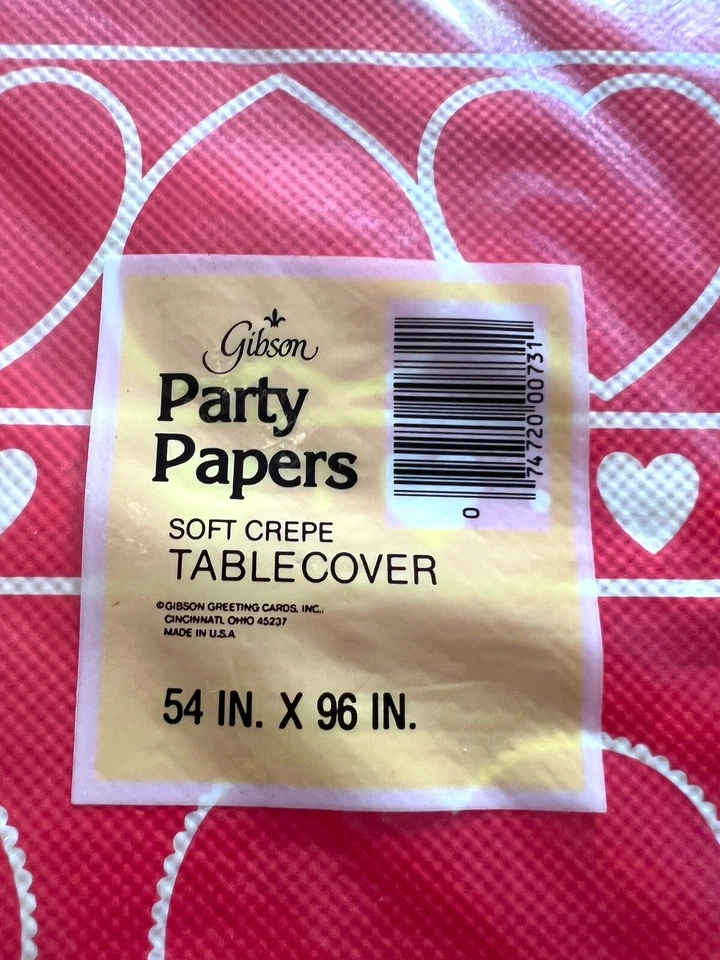 Gibson
Party
Papers
SOFT CREPE
TABLECOVER
©GIBSON GREETING CARDS. INC.,
CINCINNATI, OHIO 45237
MADE IN U.S.A
54 IN. X 96 IN.
0 74720 00731